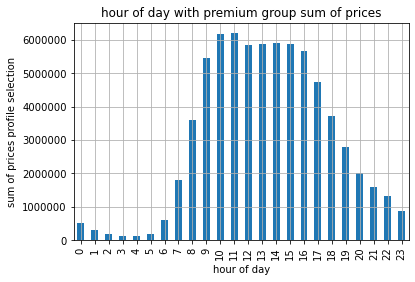 hour of day with premium group sum of prices
sum of prices profile selection
6000000
5000000
4000000
3000000
2000000
1000000
0
0 1 2 3 4 5 6 7 8 9 10 11 12 13 14 15 16 17 18 19 20 21 22 23
hour of day